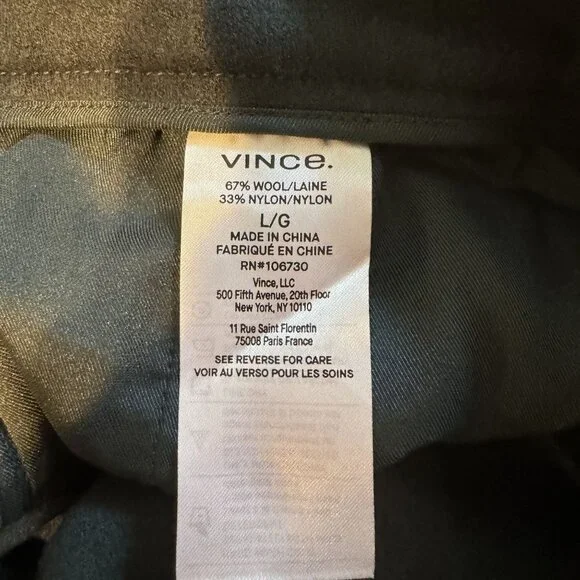 VINCe.
67% WOOL/LAINE
33% NYLON/NYLON
L/G
MADE IN CHINA
FABRIQUÉ EN CHINE
RN#106730
Vince, LLC
500 Fifth Avenue, 20th Floor
New York, NY 10110
11 Rue Saint Florentin
75008 Paris France
SEE REVERSE FOR CARE
VOIR AU VERSO POUR LES SOINS